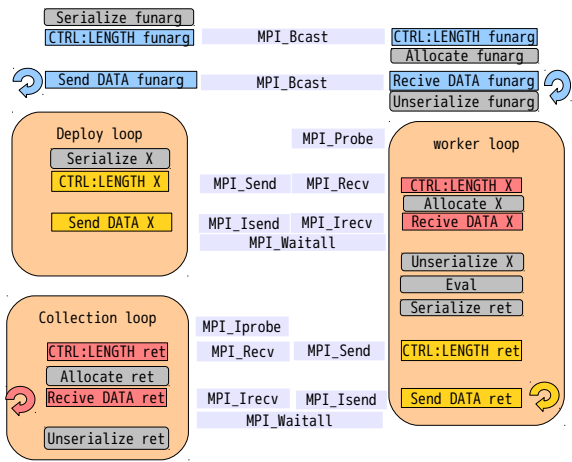 Serialize funarg
CTRL:LENGTH funarg MPI_Bcast CTRL:LENGTH funarg
Allocate funarg
Send DATA funarg MPI_Bcast Recive DATA funarg
Unserialize funarg
Deploy loop MPI_Probe worker loop
Serialize X
CTRL:LENGTH X MPI_Send MPI_Recv CTRL:LENGTH X
Allocate X
Send DATA X MPI_Isend MPI_Irecv Recive DATA X
MPI_Waitall
Unserialize X
Eval
Serialize ret
Collection loop MPI_Iprobe
CTRL:LENGTH ret MPI_Recv MPI_Send CTRL:LENGTH ret
Allocate ret
Recive DATA ret MPI_Irecv MPI_Isend Send DATA ret
MPI_Waitall
Unserialize ret